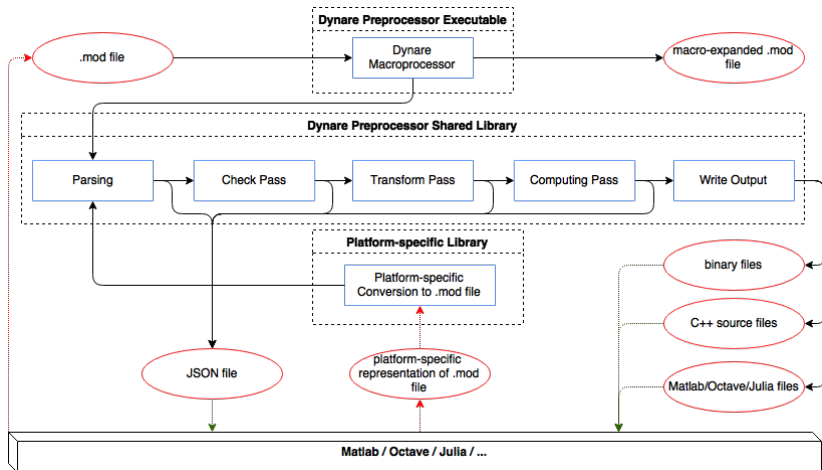 Dynare Preprocessor Executable
.mod file
Dynare
Macroprocessor
macro-expanded .mod
file
Dynare Preprocessor Shared Library
Parsing
Check Pass
Transform Pass
Computing Pass
Write Output
Platform-specific Library
Platform-specific
Conversion to .mod file
binary files
C++ source files
JSON file
platform-specific
representation of .mod
file
Matlab/Octave/Julia files
Matlab / Octave / Julia / ...